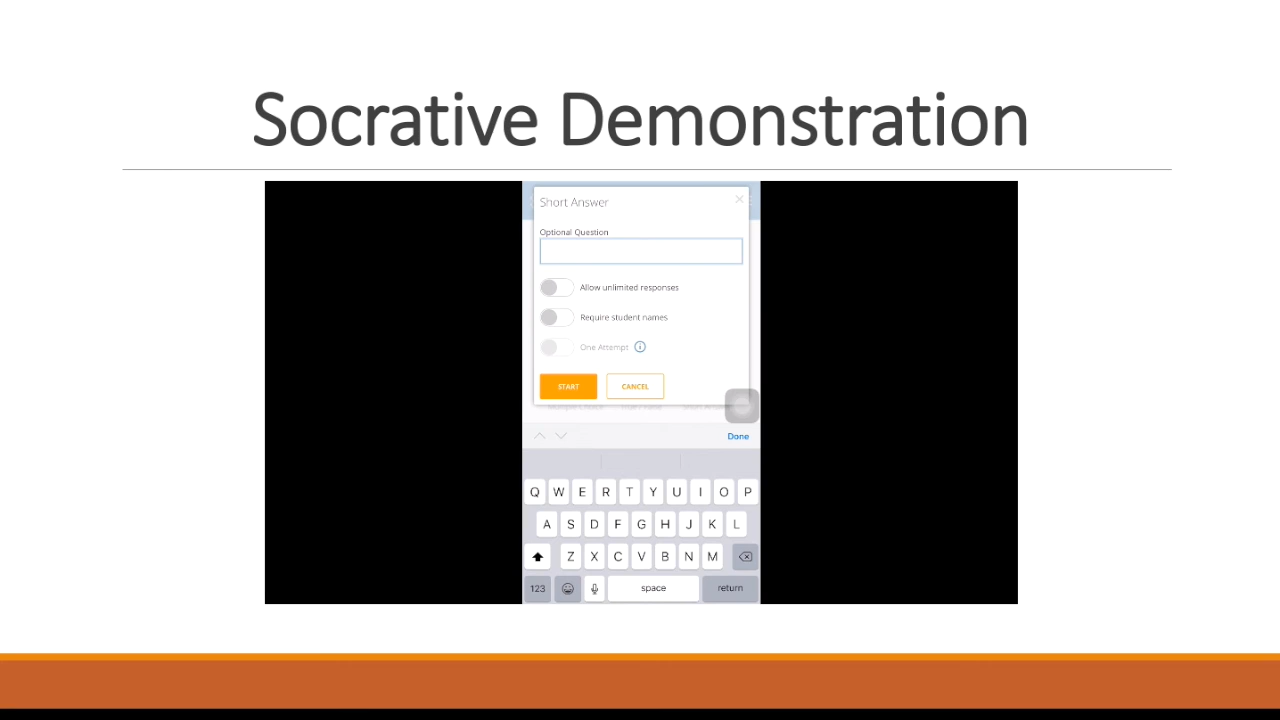 Socrative Demonstration
Short Answer
Optional Question
Allow unlimited responses
Require student names
One Attempt
START CANCEL
Done
Q W E R T Y U I O P
A S D F G H J K L
Z X C V B N M
123 space return